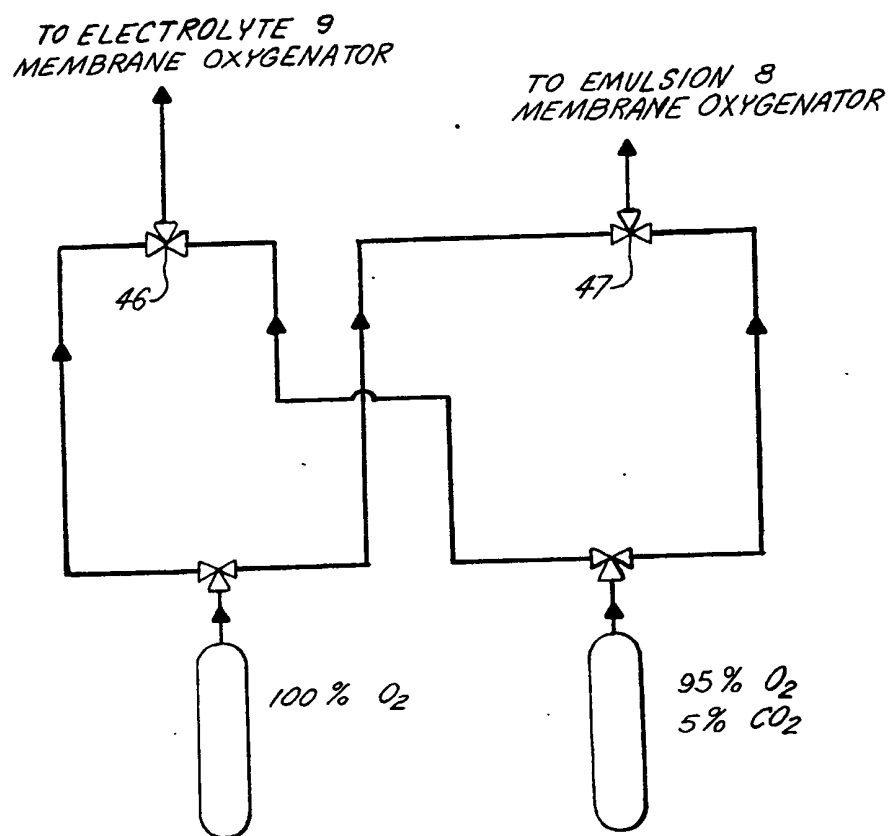 TO ELECTROLYTE 9
MEMBRANE OXYGENATOR
TO EMULSION 8
MEMBRANE OXYGENATOR
46
47
100% O₂
95% O₂
5% CO₂